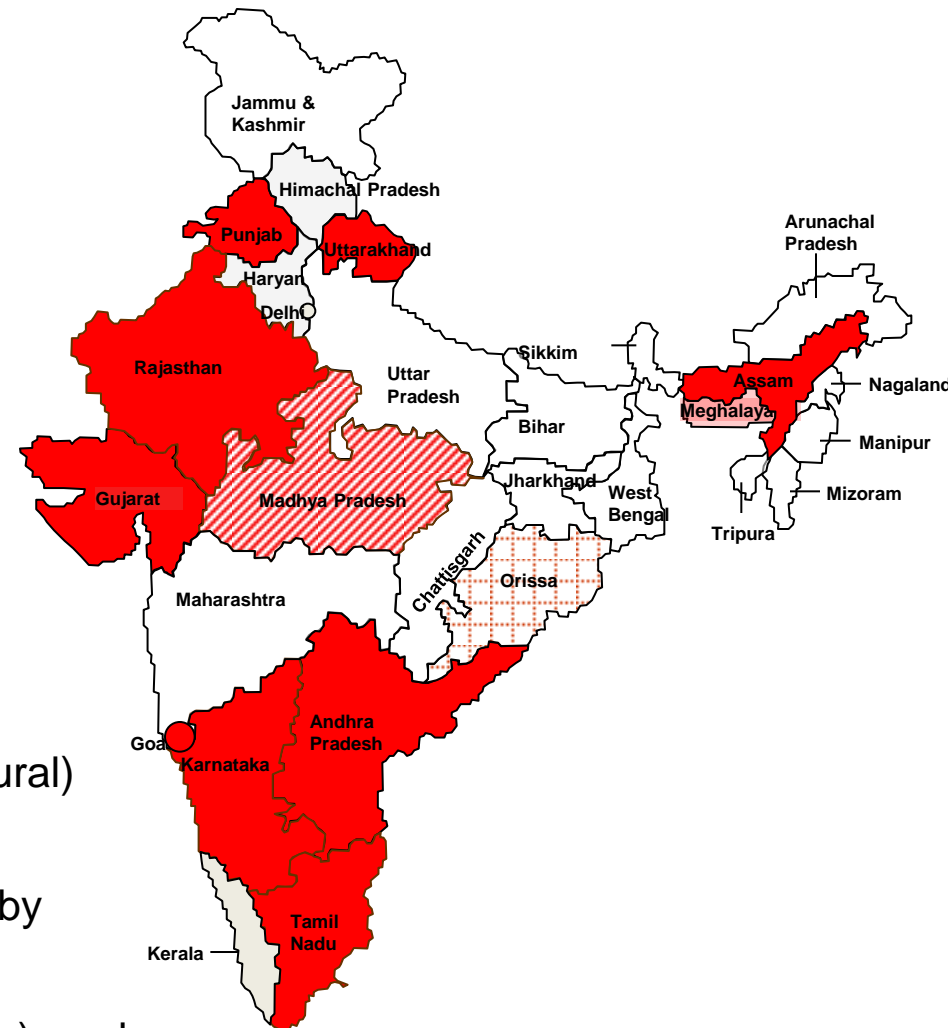 Jammu &
Kashmir
Himachal Pradesh
Punjab
Uttarakhand
Arunachal
Pradesh
Haryan
Delhi
Sikkim
Rajasthan
Uttar
Pradesh
Assam
Nagaland
Meghalaya
Bihar
Manipur
Jharkhand
West
Bengal
Gujarat
Madhya Pradesh
Mizoram
Tripura
Chattisgarh
Orissa
Maharashtra
Andhra
Pradesh
Goa
Karnataka
ural)
by
Tamil
Nadu
Kerala